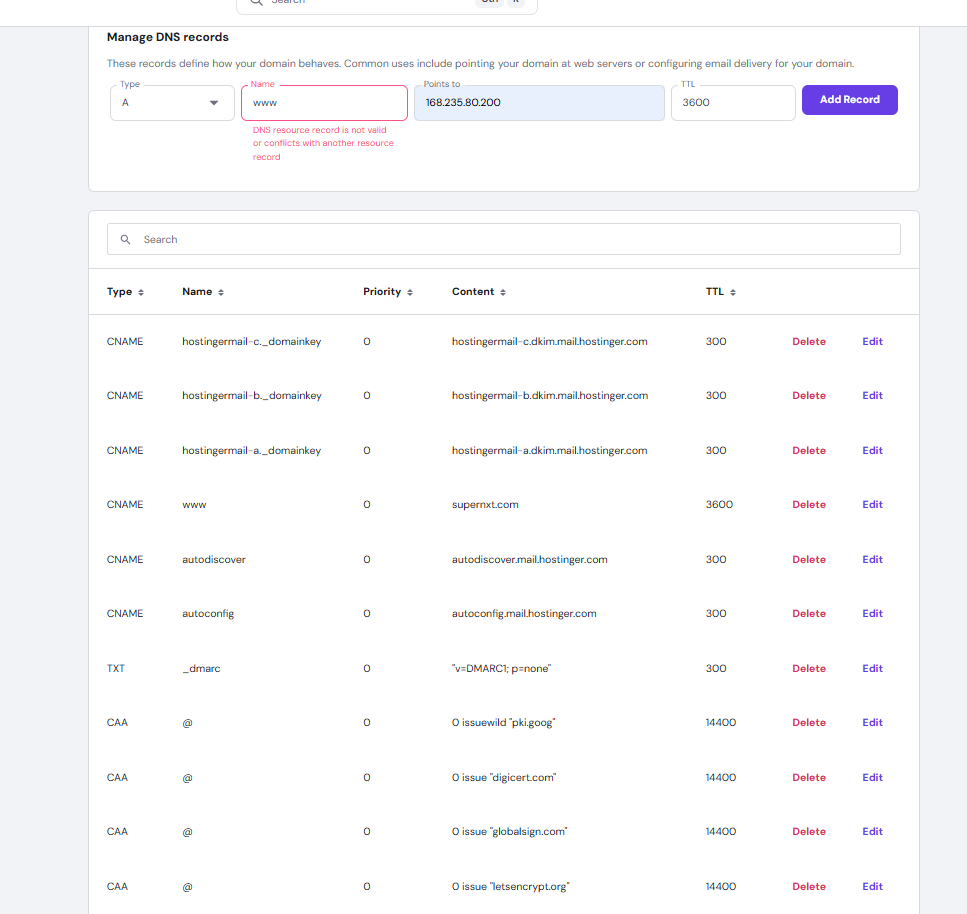 Search
Ctrl K
Manage DNS records
These records define how your domain behaves. Common uses include pointing your domain at web servers or configuring email delivery for your domain.
Type Name Points to TTL
A www 168.235.80.200 3600 Add Record
DNS resource record is not valid
or conflicts with another resource
record
Search
Type Name Priority Content TTL
CNAME hostingermail-c._domainkey 0 hostingermail-c.dkim.mail.hostinger.com 300 Delete Edit
CNAME hostingermail-b._domainkey 0 hostingermail-b.dkim.mail.hostinger.com 300 Delete Edit
CNAME hostingermail-a._domainkey 0 hostingermail-a.dkim.mail.hostinger.com 300 Delete Edit
CNAME www 0 supernxt.com 3600 Delete Edit
CNAME autodiscover 0 autodiscover.mail.hostinger.com 300 Delete Edit
CNAME autoconfig 0 autoconfig.mail.hostinger.com 300 Delete Edit
TXT _dmarc 0 "v=DMARC1; p=none" 300 Delete Edit
CAA @ 0 0 issuewild "pki.goog" 14400 Delete Edit
CAA @ 0 0 issue "digicert.com" 14400 Delete Edit
CAA @ 0 0 issue "globalsign.com" 14400 Delete Edit
CAA @ 0 0 issue "letsencrypt.org" 14400 Delete Edit